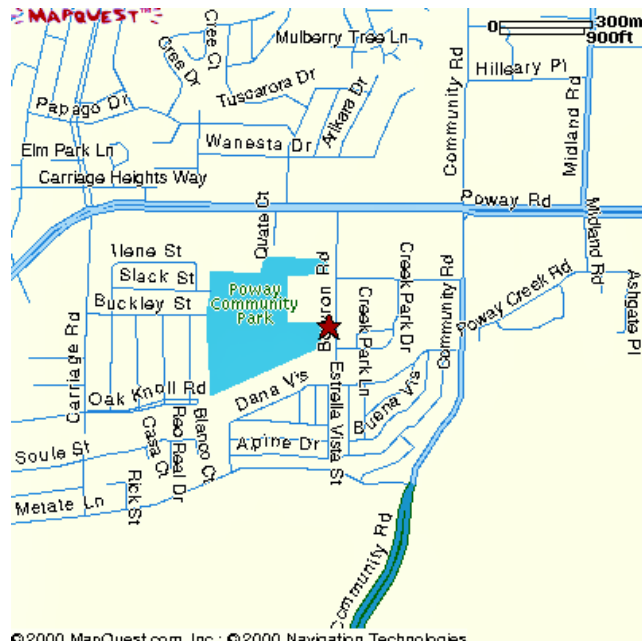 MAPQUEST™
0 300m
900ft
Cree Dr
Cree Ct
Mulberry Tree Ln
Hilleary Pl
Community Rd
Midland Rd
Papago Dr
Tuscarora Dr
Arikara Dr
Elm Park Ln
Wanesta Dr
Carriage Heights Way
Poway Rd
Quate Ct
Midland Rd
Ilene St
Slack St
Buckley St
Poway
Community
Park
Creek Park Dr
Community Rd
Poway Creek Rd
Ashgate Pl
Creek Park Ln
Carriage Rd
Oak Knoll Rd
Dana Vis
Estrella Vista St
Buena Vis
Soule St
Casa Ct
Reo Real Dr
Blanco Ct
Alpine Dr
Metate Ln
Rick St
Community Rd
©2000 MapQuest.com, Inc.; ©2000 Navigation Technologies